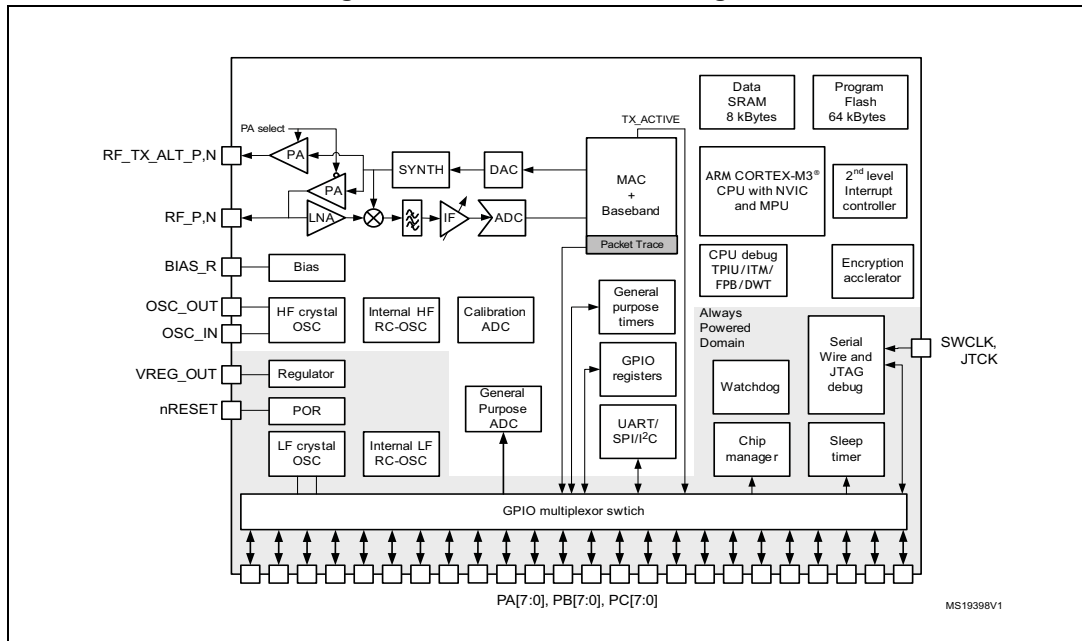 PA select
RF_TX_ALT_P,N
PA
PA
SYNTH
DAC
TX_ACTIVE
MAC
+
Baseband
Packet Trace
RF_P,N
LNA
IF
ADC
Data
SRAM
8 kBytes
Program
Flash
64 kBytes
ARM CORTEX-M3®
CPU with NVIC
and MPU
2nd level
Interrupt
controller
CPU debug
TPIU/ITM/
FPB/DWT
Encryption
acclerator
BIAS_R
Bias
OSC_OUT
OSC_IN
HF crystal
OSC
Internal HF
RC-OSC
Calibration
ADC
General
purpose
timers
Always
Powered
Domain
Serial
Wire and
JTAG
debug
SWCLK,
JTCK
VREG_OUT
Regulator
nRESET
POR
General
Purpose
ADC
GPIO
registers
Watchdog
LF crystal
OSC
Internal LF
RC-OSC
UART/
SPI/I2C
Chip
manager
Sleep
timer
GPIO multiplexor swtich
PA[7:0], PB[7:0], PC[7:0]
MS19398V1